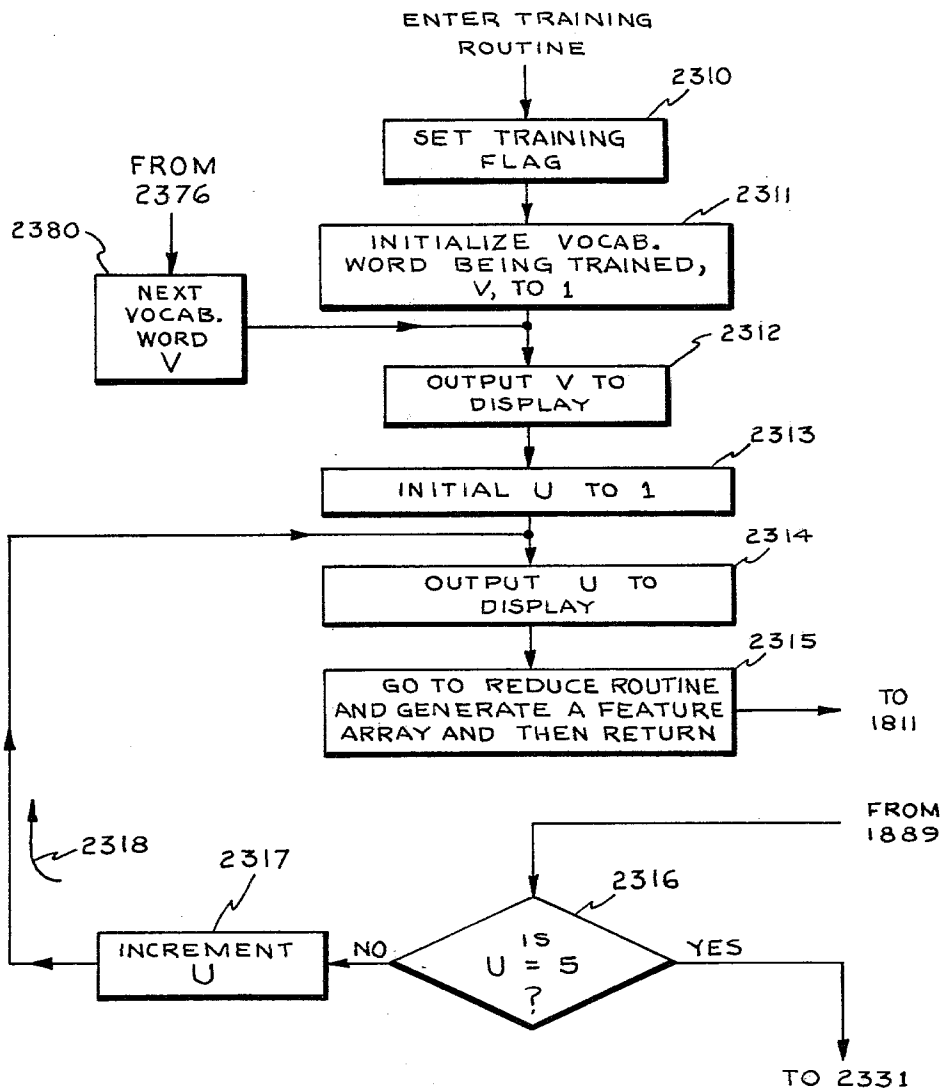 ENTER TRAINING
ROUTINE
2310
SET TRAINING
FLAG
FROM
2376
2311
2380
INITIALIZE VOCAB.
WORD BEING TRAINED,
V, TO 1
NEXT
VOCAB.
WORD
V
2312
OUTPUT V TO
DISPLAY
2313
INITIAL U TO 1
2314
OUTPUT U TO
DISPLAY
2315
GO TO REDUCE ROUTINE
AND GENERATE A FEATURE
ARRAY AND THEN RETURN
TO
1811
FROM
1889
2318
2317
2316
INCREMENT
U
NO
IS
U = 5
?
YES
TO 2331